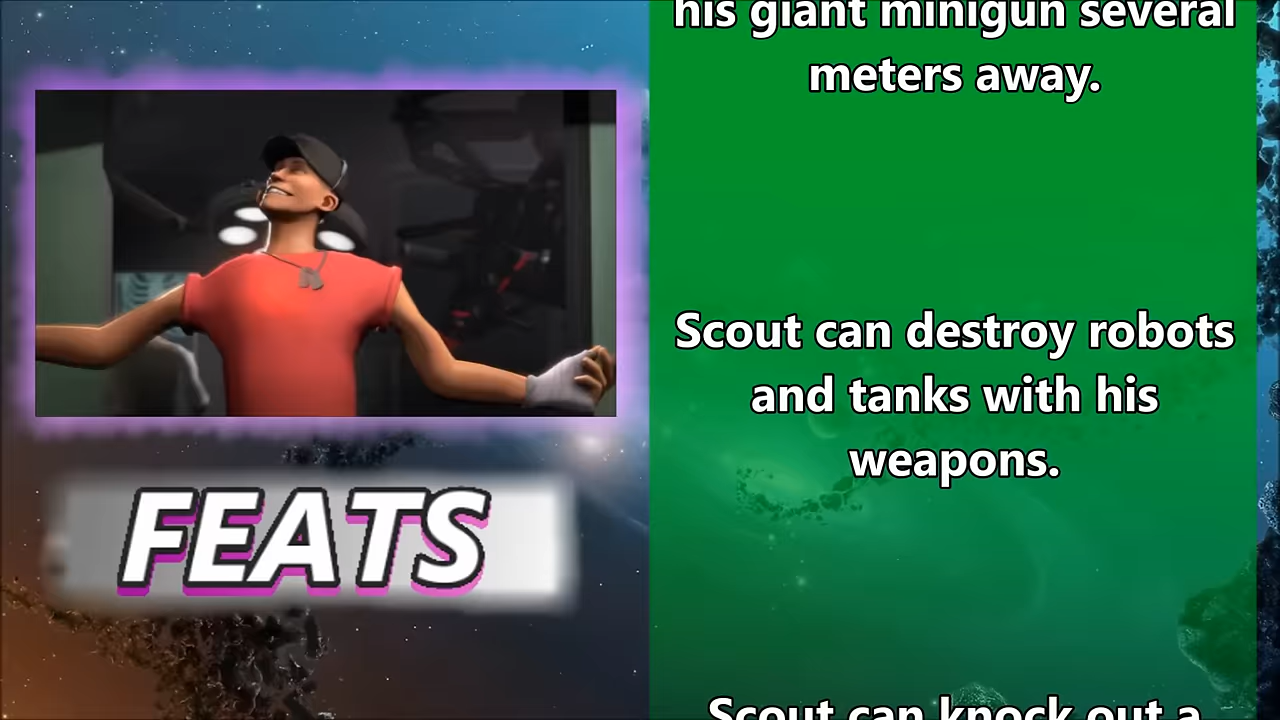 his giant minigun several
meters away.
Scout can destroy robots
and tanks with his
weapons.
FEATS
Scout can knock out a